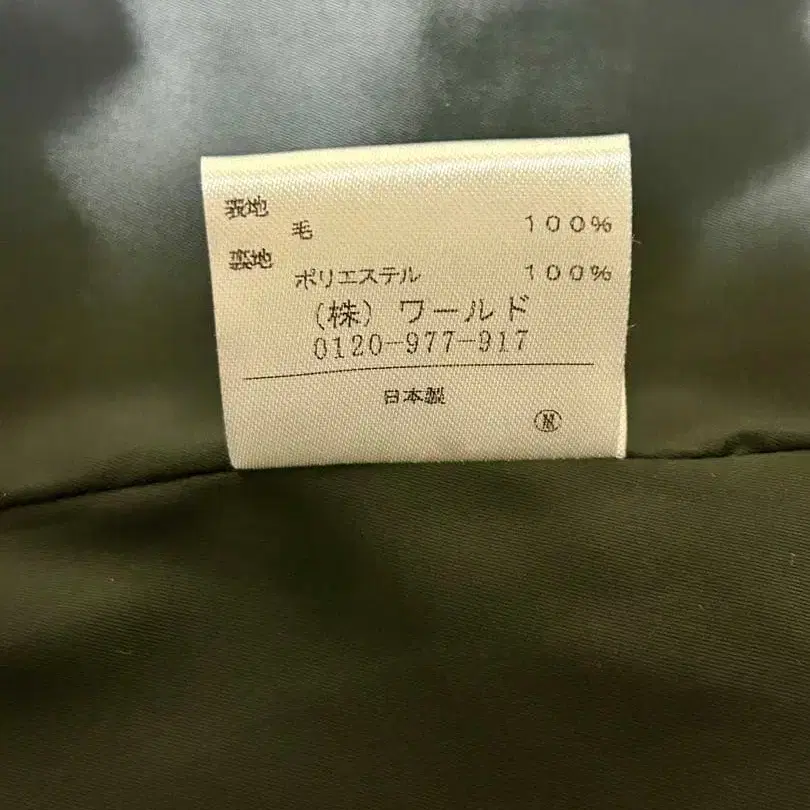 表地
毛 100%
裏地
ポリエステル 100%
(株) ワールド
0120-977-917
日本製